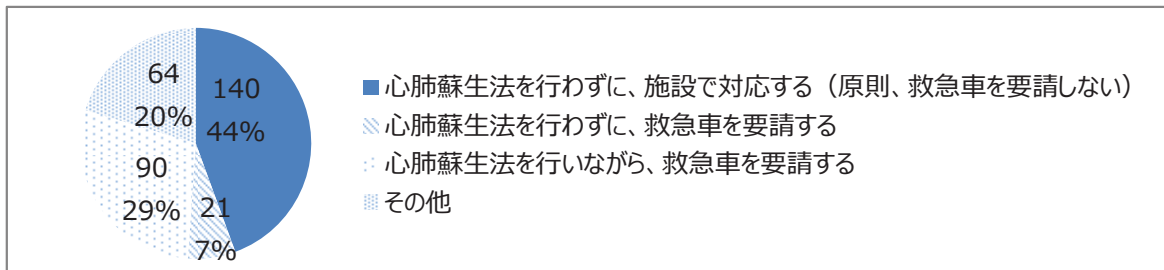 64
20%
140
44%
90
29%
21
7%
心肺蘇生法を行わずに、施設で対応する（原則、救急車を要請しない）
心肺蘇生法を行わずに、救急車を要請する
心肺蘇生法を行いながら、救急車を要請する
その他